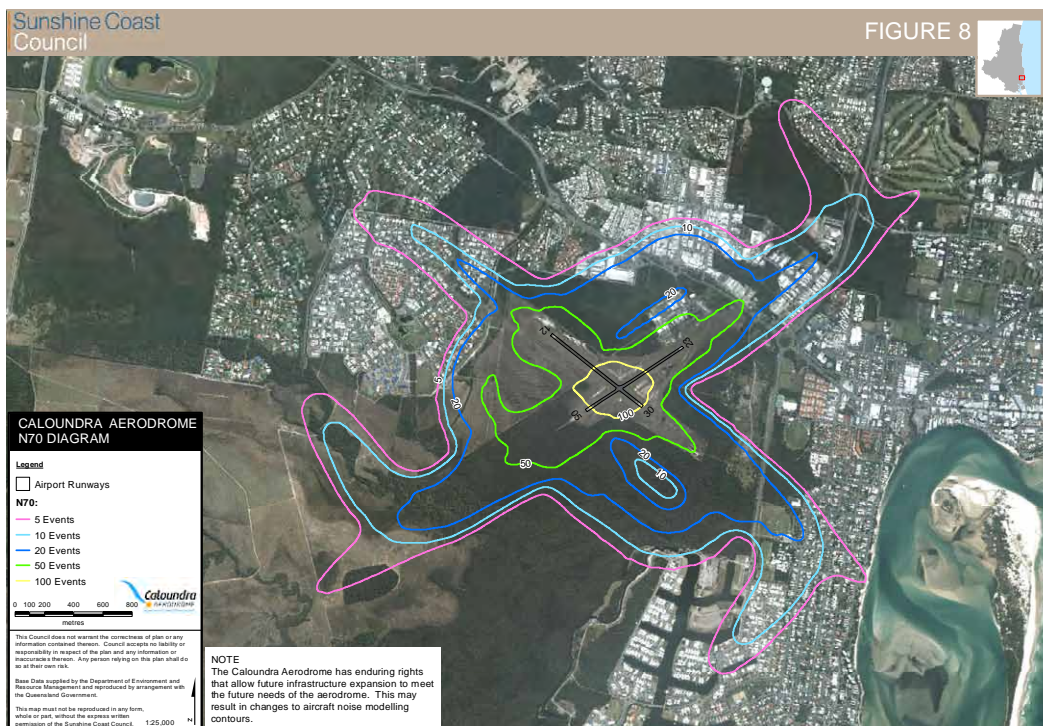 Sunshine Coast
Council
FIGURE 8
10
20
12
23
5
20
100
05
30
50
20
10
CALOUNDRA AERODROME
N70 DIAGRAM
Legend
Airport Runways
N70:
5 Events
10 Events
20 Events
50 Events
100 Events
Caloundra
AERODROME
0 100 200 400 600 800
metres
This Council does not warrant the correctness of plan or any
information contained thereon. Council accepts no liability or
responsibility in respect of the plan and any information or
inaccuracies thereon. Any person relying on this plan shall do
so at their own risk.
Base Data supplied by the Department of Environment and
Resource Management and reproduced by arrangement with
the Queensland Government.
This map must not be reproduced in any form,
whole or part, without the express written
permission of the Sunshine Coast Council.
1:25,000
N
NOTE
The Caloundra Aerodrome has enduring rights
that allow future infrastructure expansion to meet
the future needs of the aerodrome. This may
result in changes to aircraft noise modelling
contours.